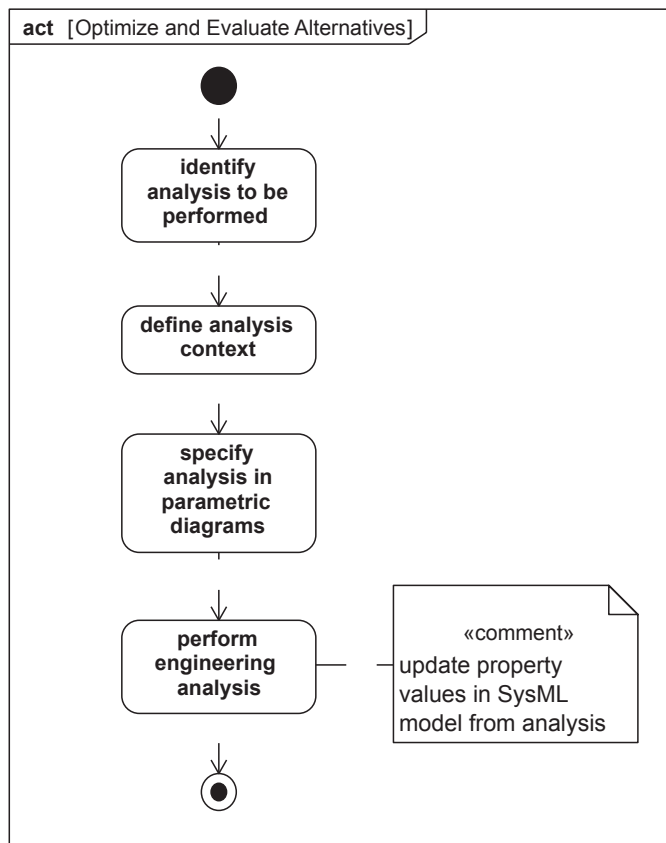 act [Optimize and Evaluate Alternatives]
identify
analysis to be
performed
define analysis
context
specify
analysis in
parametric
diagrams
perform
engineering
analysis
«comment»
update property
values in SysML
model from analysis